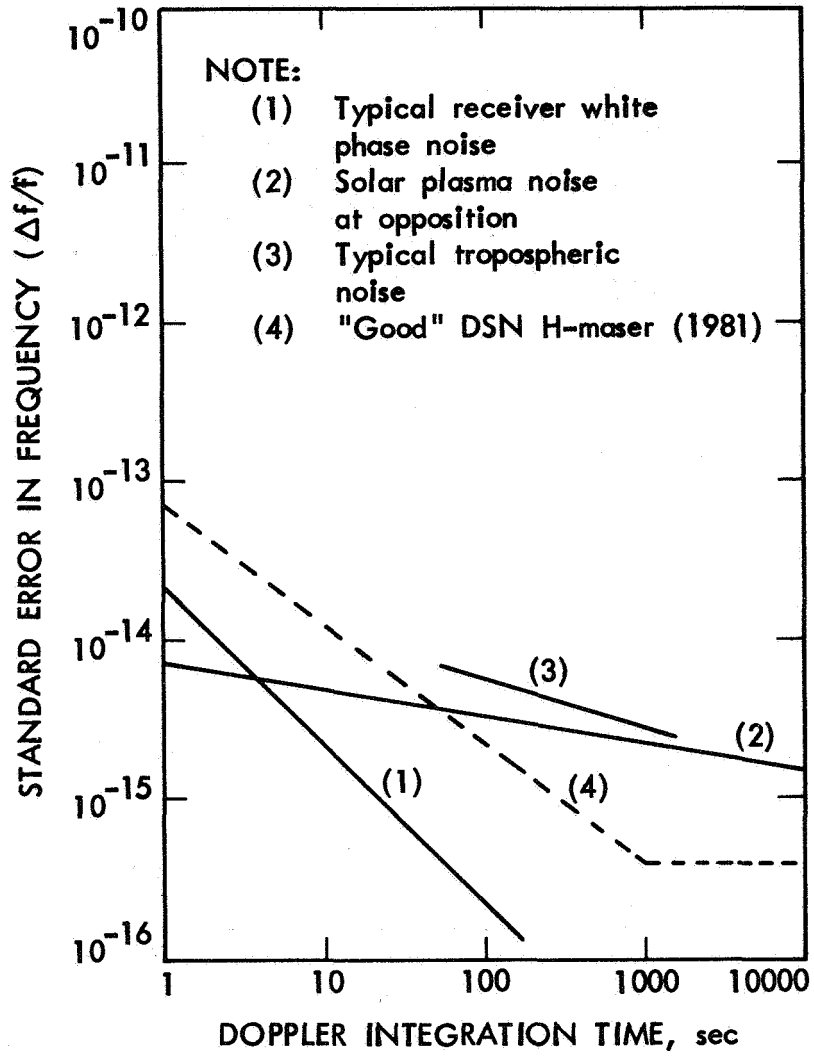 10⁻¹⁰
NOTE:
(1) Typical receiver white
phase noise
(2) Solar plasma noise
at opposition
(3) Typical tropospheric
noise
(4) "Good" DSN H-maser (1981)
10⁻¹¹
10⁻¹²
10⁻¹³
10⁻¹⁴
10⁻¹⁵
10⁻¹⁶
STANDARD ERROR IN FREQUENCY (Δf/f)
(3)
(2)
(1)
(4)
1 10 100 1000 10000
DOPPLER INTEGRATION TIME, sec